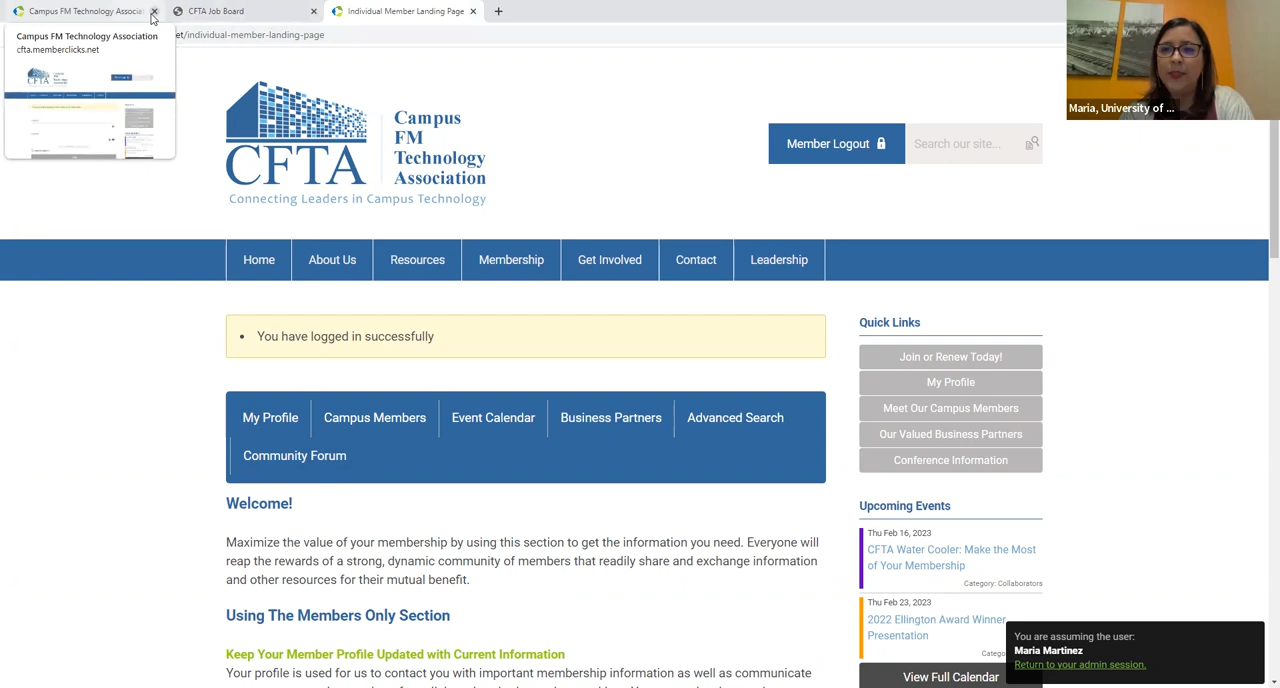 Campus FM Technology Associat
CFTA Job Board
Individual Member Landing Page
et/individual-member-landing-page
Campus FM Technology Association
cfta.memberclicks.net
CFTA
Campus
FM
Technology
Association
Connecting Leaders in Campus Technology
Member Logout
Search our site...
Maria, University of ...
Home
About Us
Resources
Membership
Get Involved
Contact
Leadership
• You have logged in successfully
My Profile
Campus Members
Event Calendar
Business Partners
Advanced Search
Community Forum
Welcome!
Maximize the value of your membership by using this section to get the information you need. Everyone will
reap the rewards of a strong, dynamic community of members that readily share and exchange information
and other resources for their mutual benefit.
Using The Members Only Section
Keep Your Member Profile Updated with Current Information
Your profile is used for us to contact you with important membership information as well as communicate
Quick Links
Join or Renew Today!
My Profile
Meet Our Campus Members
Our Valued Business Partners
Conference Information
Upcoming Events
Thu Feb 16, 2023
CFTA Water Cooler: Make the Most
of Your Membership
Category: Collaborators
Thu Feb 23, 2023
2022 Ellington Award Winner
Presentation
Catego
View Full Calendar
You are assuming the user:
Maria Martinez
Return to your admin session.